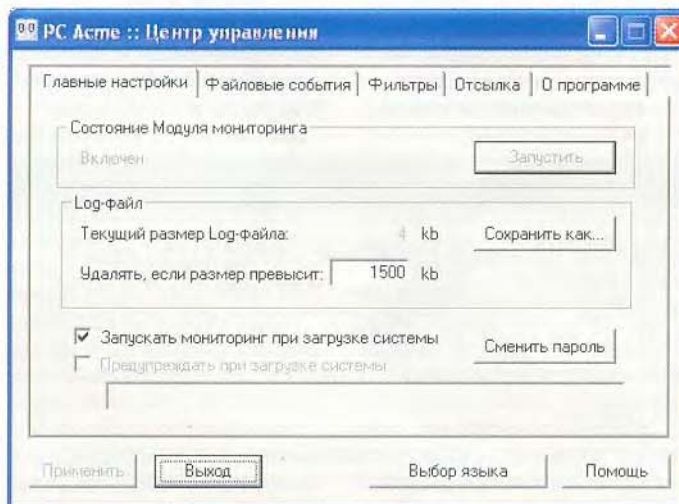 PC Acme :: Центр управления
Главные настройки Файловые события Фильтры Отсылка О программе
Состояние Модуля мониторинга
Включен Запустить
Log-файл
Текущий размер Log-файла: 4 kb Сохранить как...
Удалять, если размер превысит: 1500 kb
Запускать мониторинг при загрузке системы Сменить пароль
Предупреждать при загрузке системы
Применить Выход Выбор языка Помощь